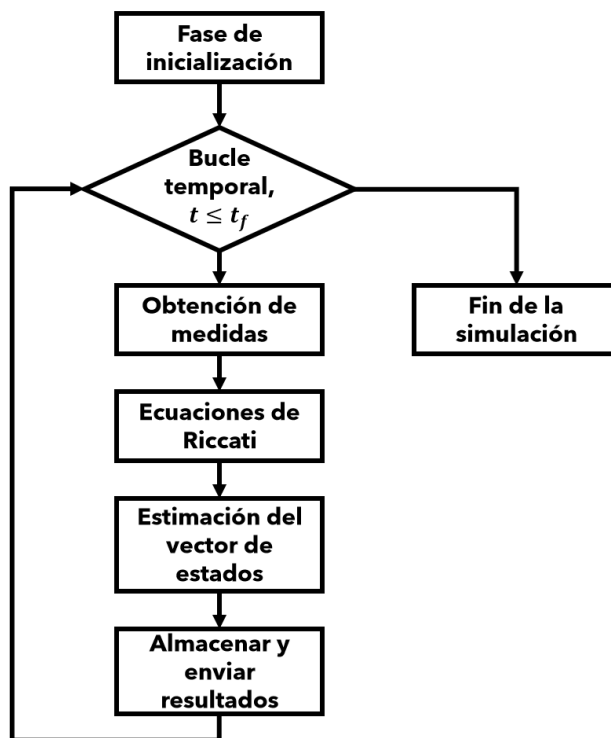 Fase de
inicialización
Bucle
temporal,
t ≤ t_f
Obtención de
medidas
Fin de la
simulación
Ecuaciones de
Riccati
Estimación del
vector de
estados
Almacenar y
enviar
resultados